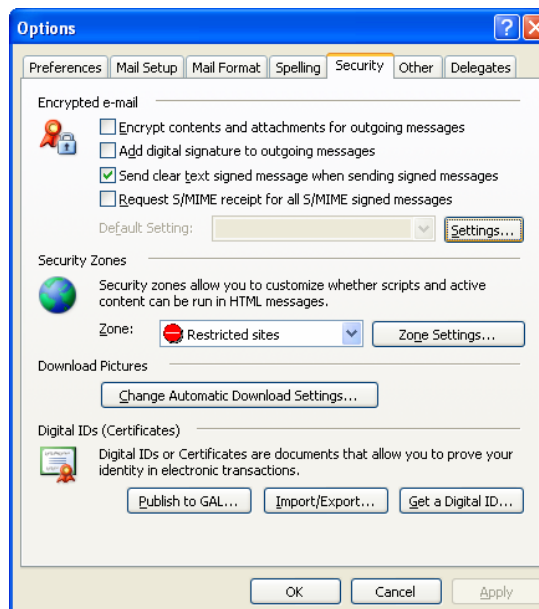 Options
Preferences Mail Setup Mail Format Spelling Security Other Delegates
Encrypted e-mail
Encrypt contents and attachments for outgoing messages
Add digital signature to outgoing messages
Send clear text signed message when sending signed messages
Request S/MIME receipt for all S/MIME signed messages
Default Setting: Settings...
Security Zones
Security zones allow you to customize whether scripts and active
content can be run in HTML messages.
Zone: Restricted sites Zone Settings...
Download Pictures
Change Automatic Download Settings...
Digital IDs (Certificates)
Digital IDs or Certificates are documents that allow you to prove your
identity in electronic transactions.
Publish to GAL... Import/Export... Get a Digital ID...
OK Cancel Apply